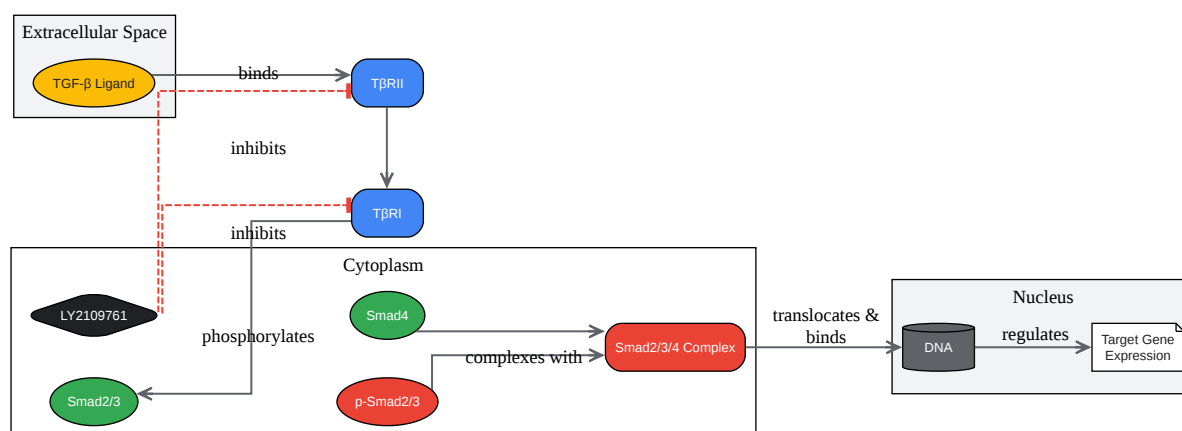 Extracellular Space
TGF-β Ligand
binds
TβRII
inhibits
TβRI
inhibits
Cytoplasm
LY2109761
Smad4
phosphorylates
complexes with
Smad2/3/4 Complex
Smad2/3
p-Smad2/3
translocates &
binds
Nucleus
DNA
regulates
Target Gene
Expression